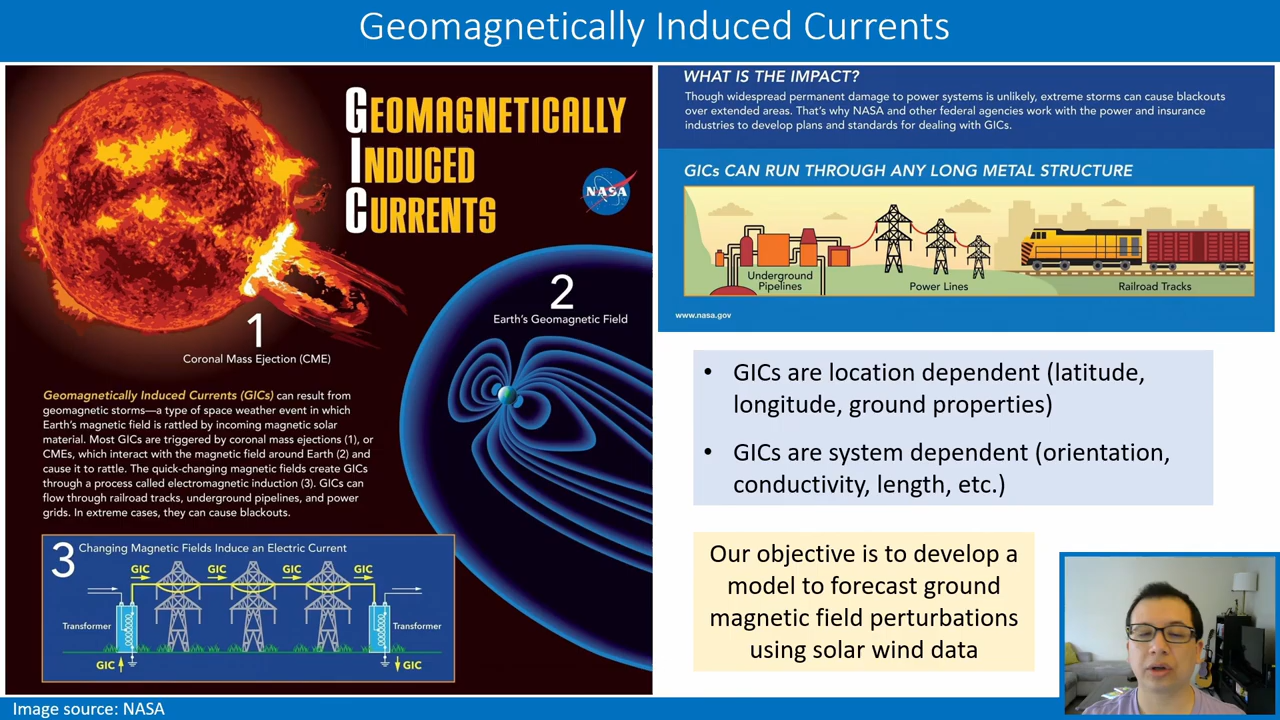 Geomagnetically Induced Currents
GEOMAGNETICALLY
INDUCED
CURRENTS
NASA
1
Coronal Mass Ejection (CME)
2
Earth's Geomagnetic Field
Geomagnetically Induced Currents (GICs) can result from
geomagnetic storms—a type of space weather event in which
Earth's magnetic field is rattled by incoming magnetic solar
material. Most GICs are triggered by coronal mass ejections (1), or
CMEs, which interact with the magnetic field around Earth (2) and
cause it to rattle. The quick-changing magnetic fields create GICs
through a process called electromagnetic induction (3). GICs can
flow through railroad tracks, underground pipelines, and power
grids. In extreme cases, they can cause blackouts.
3 Changing Magnetic Fields Induce an Electric Current
GIC GIC GIC GIC
Transformer Transformer
GIC GIC
WHAT IS THE IMPACT?
Though widespread permanent damage to power systems is unlikely, extreme storms can cause blackouts
over extended areas. That's why NASA and other federal agencies work with the power and insurance
industries to develop plans and standards for dealing with GICs.
GICs CAN RUN THROUGH ANY LONG METAL STRUCTURE
Underground
Pipelines
Power Lines
Railroad Tracks
www.nasa.gov
• GICs are location dependent (latitude,
longitude, ground properties)
• GICs are system dependent (orientation,
conductivity, length, etc.)
Our objective is to develop a
model to forecast ground
magnetic field perturbations
using solar wind data
Image source: NASA